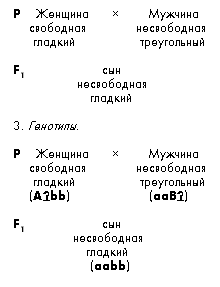 P Женщина × Мужчина
свободная несвободная
гладкий треугольный
F₁ сын
несвободная
гладкий
3. Генотипы.
P Женщина × Мужчина
свободная несвободная
гладкий треугольный
(A?bb) (aaB?)
F₁ сын
несвободная
гладкий
(aabb)